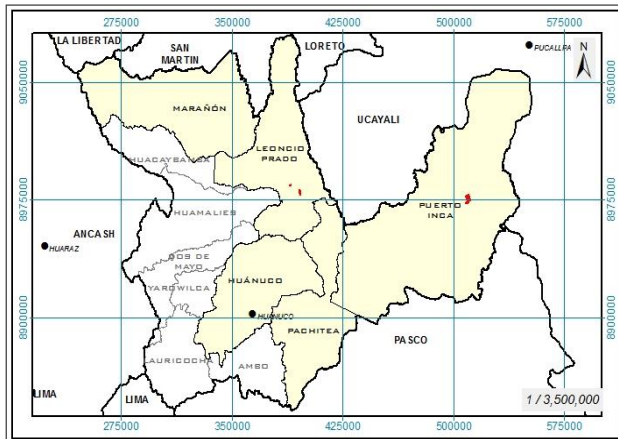 275000 350000 425000 500000 575000
LA LIBERTAD
SAN
MARTIN
LORETO
PUCALLPA
N
9050000
9050000
MARAÑÓN
UCAYALI
LEONCIO
PRADO
HUACAYBAMBA
8975000
8975000
HUAMALIES
PUERTO
INCA
ANCASH
HUARAZ
DOS DE
MAYO
HUÁNUCO
YAROWILCA
HUÁNUCO
8900000
8900000
PACHITEA
PASCO
LAURICOCHA
AMBO
LIMA
LIMA
1 / 3,500,000
275000 350000 425000 500000 575000